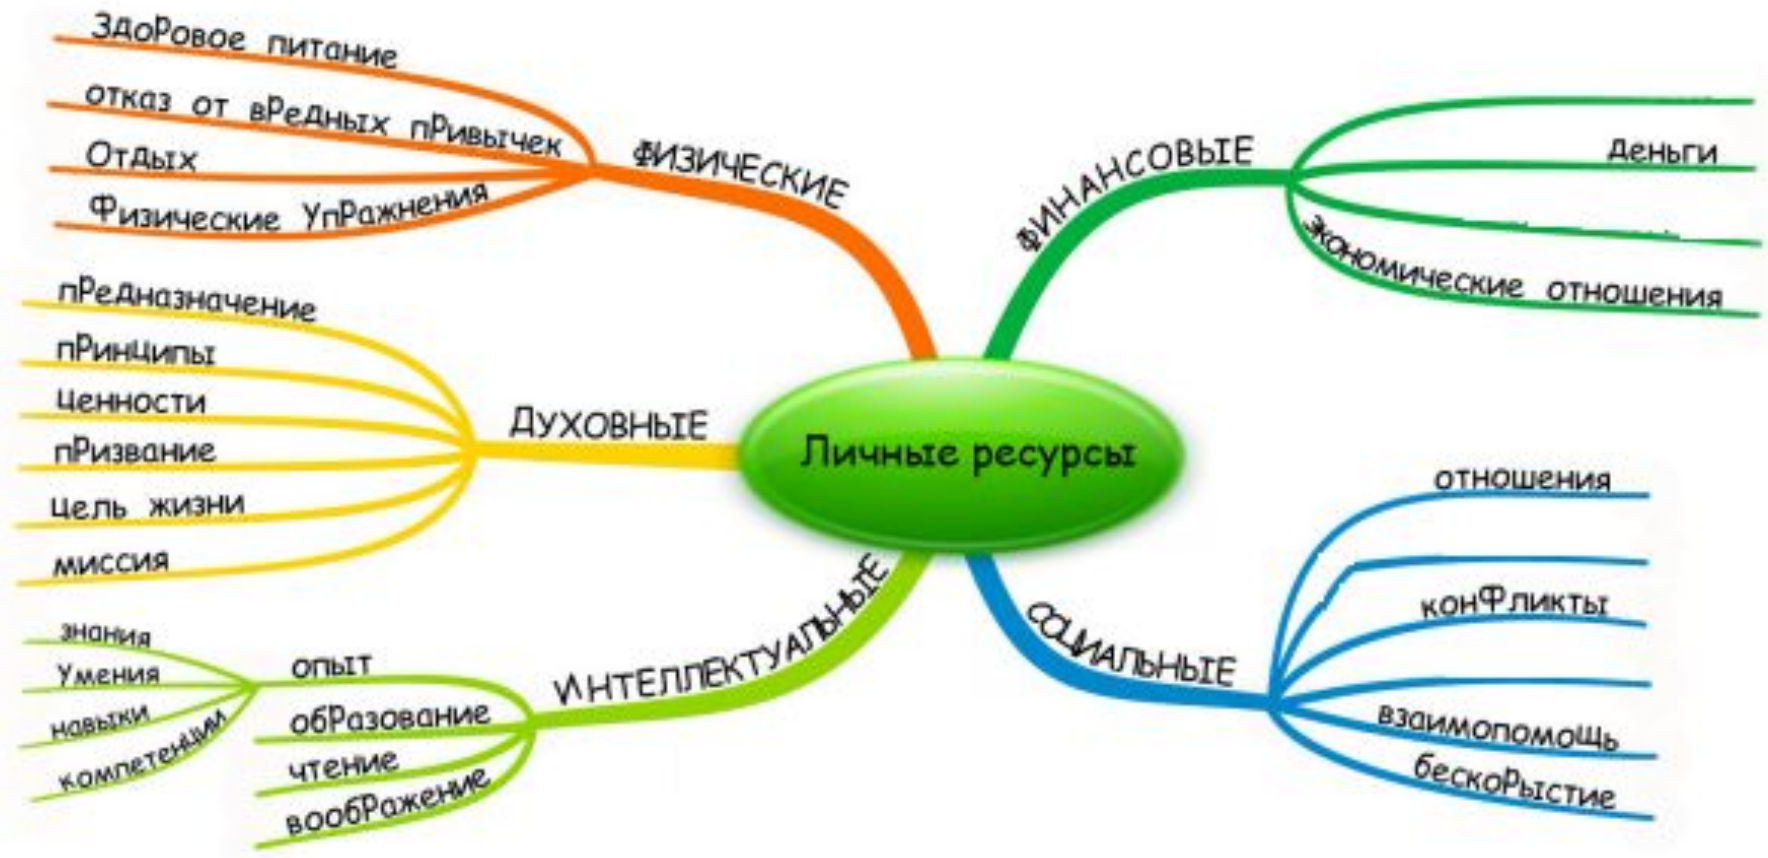 Личные ресурсы
ФИЗИЧЕСКИЕ
Здоровое питание
отказ от вредных привычек
Отдых
Физические упражнения
ДУХОВНЫЕ
предназначение
принципы
ценности
призвание
цель жизни
миссия
ИНТЕЛЛЕКТУАЛЬНЫЕ
опыт
знания
умения
навыки
компетенции
образование
чтение
воображение
ФИНАНСОВЫЕ
деньги
экономические отношения
СОЦИАЛЬНЫЕ
отношения
конфликты
взаимопомощь
бескорыстие